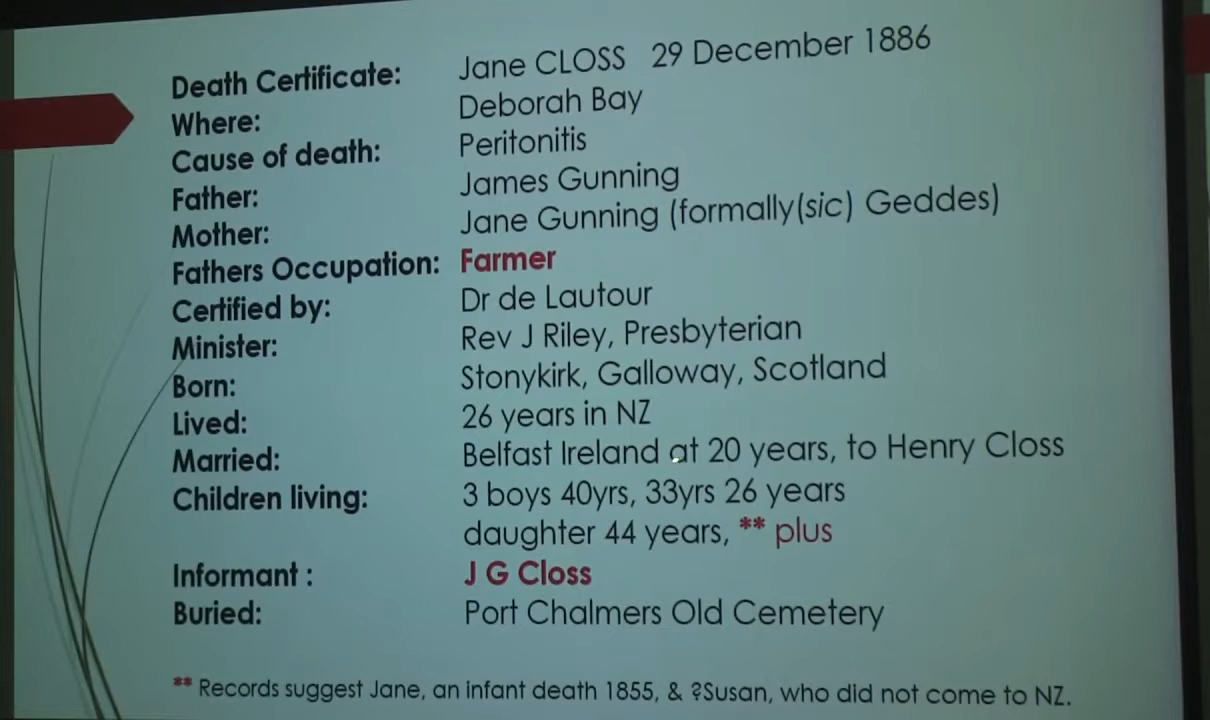 Death Certificate: Jane CLOSS 29 December 1886
Where: Deborah Bay
Cause of death: Peritonitis
Father: James Gunning
Mother: Jane Gunning (formally(sic) Geddes)
Fathers Occupation: Farmer
Certified by: Dr de Lautour
Minister: Rev J Riley, Presbyterian
Born: Stonykirk, Galloway, Scotland
Lived: 26 years in NZ
Married: Belfast Ireland at 20 years, to Henry Closs
Children living: 3 boys 40yrs, 33yrs 26 years
daughter 44 years, ** plus
Informant : J G Closs
Buried: Port Chalmers Old Cemetery
** Records suggest Jane, an infant death 1855, & ?Susan, who did not come to NZ.